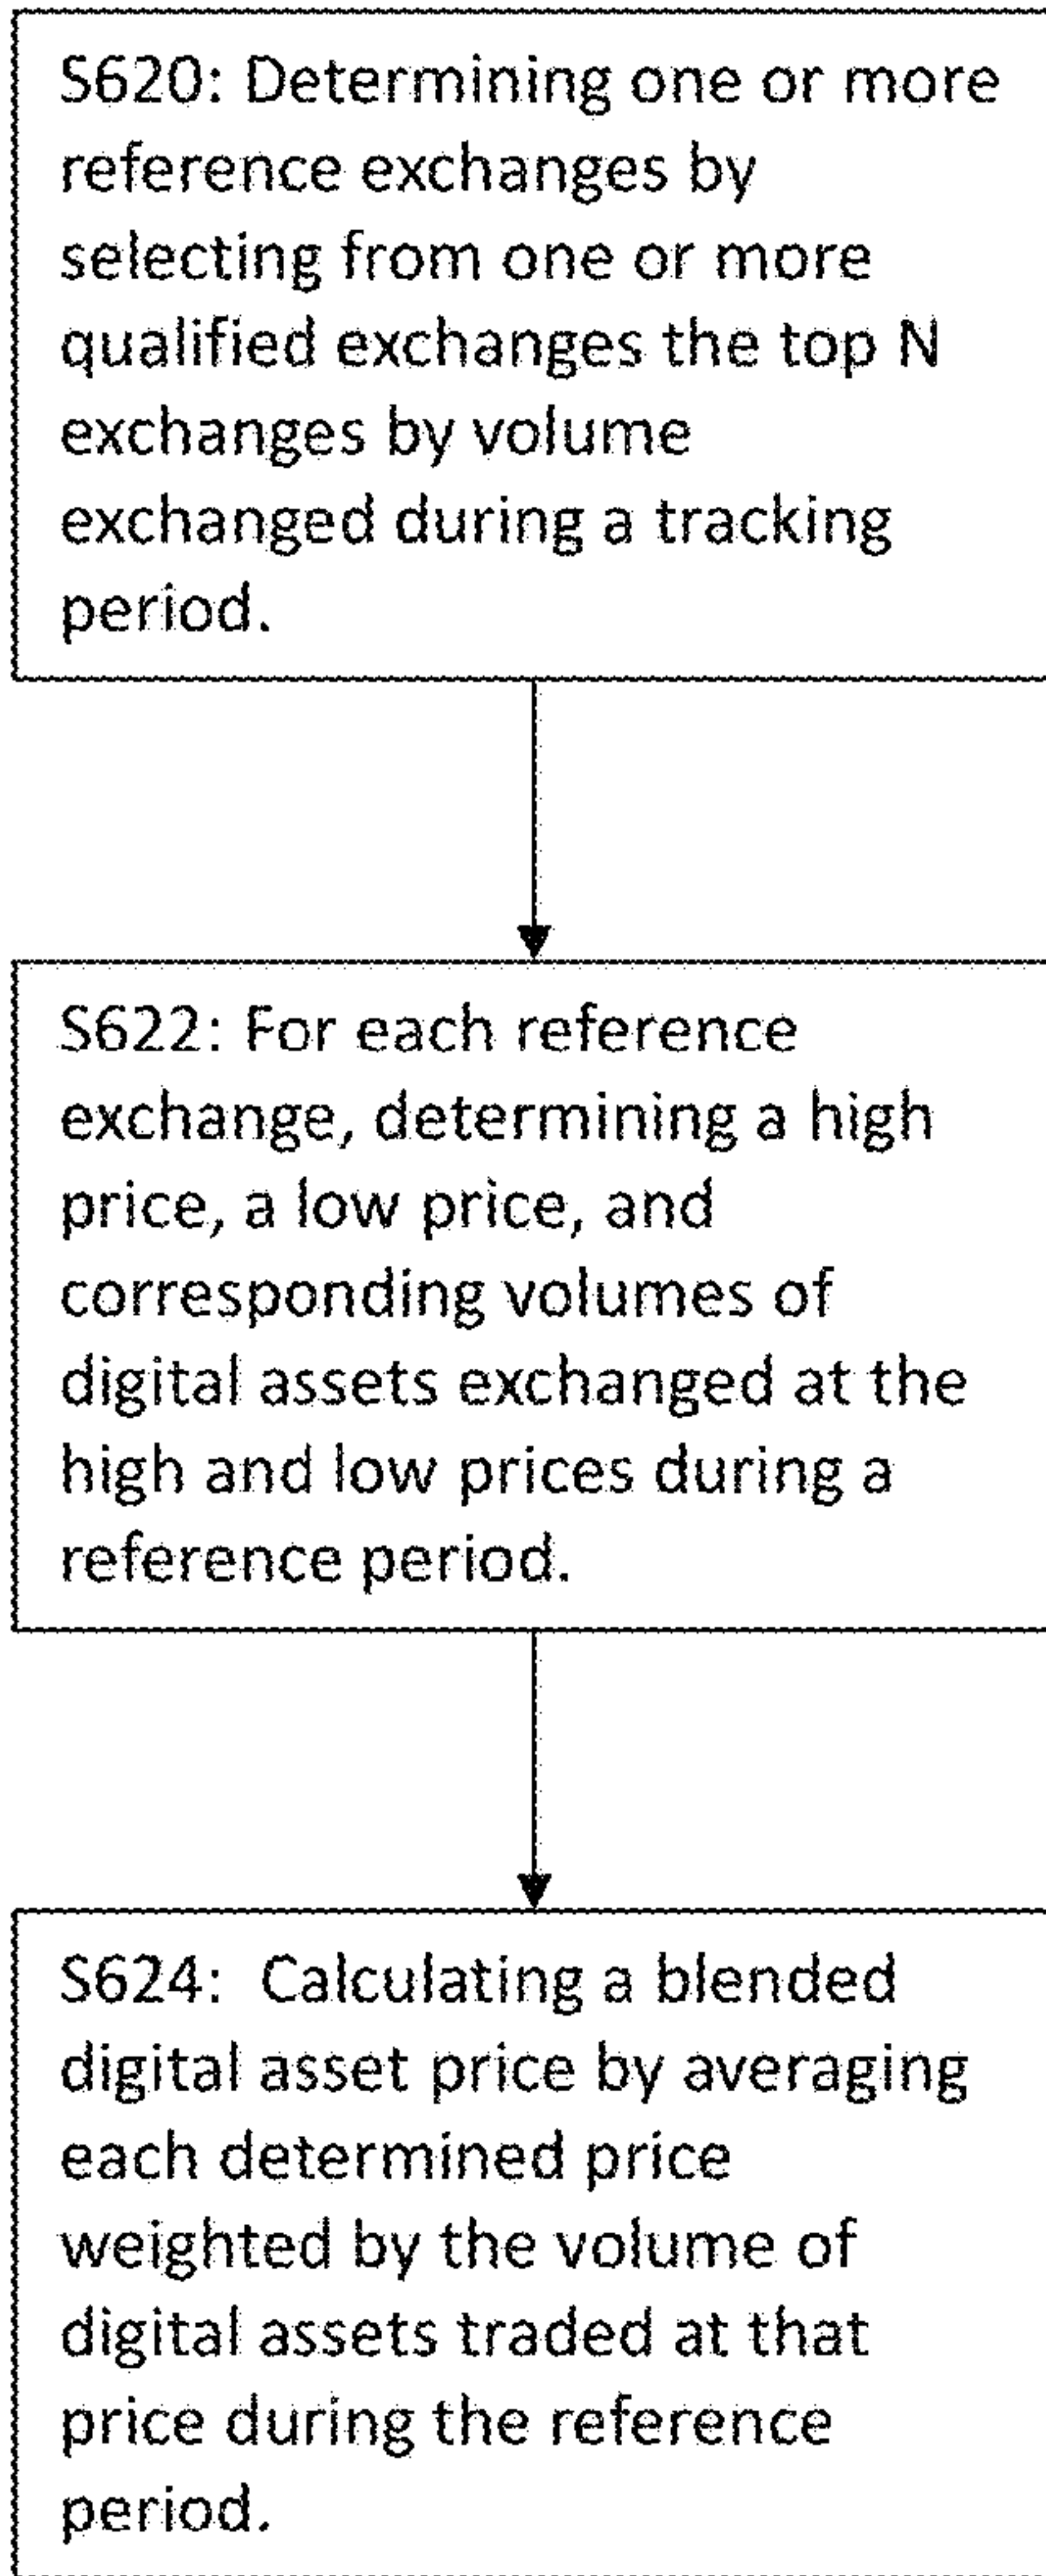 S620: Determining one or more
reference exchanges by
selecting from one or more
qualified exchanges the top N
exchanges by volume
exchanged during a tracking
period.
S622: For each reference
exchange, determining a high
price, a low price, and
corresponding volumes of
digital assets exchanged at the
high and low prices during a
reference period.
S624:  Calculating a blended
digital asset price by averaging
each determined price
weighted by the volume of
digital assets traded at that
price during the reference
period.